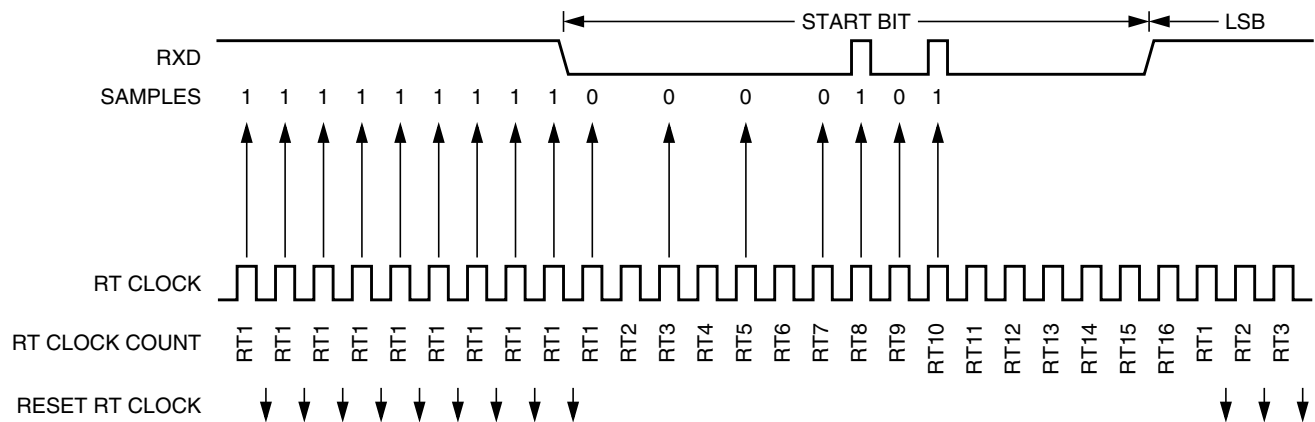 START BIT LSB
RXD
SAMPLES 1 1 1 1 1 1 1 1 1 0 0 0 0 1 0 1
RT CLOCK
RT CLOCK COUNT RT1 RT1 RT1 RT1 RT1 RT1 RT1 RT1 RT1 RT1 RT2 RT3 RT4 RT5 RT6 RT7 RT8 RT9 RT10 RT11 RT12 RT13 RT14 RT15 RT16 RT1 RT2 RT3
RESET RT CLOCK